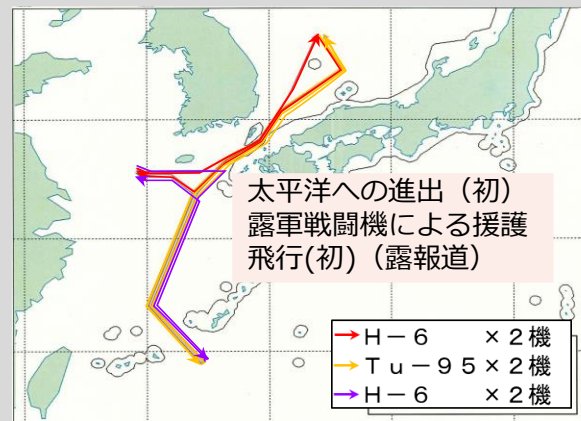 太平洋への進出（初）
露軍戦闘機による援護
飛行(初)（露報道）
Ｈ－６　　×２機
Ｔｕ－９５×２機
Ｈ－６　　×２機